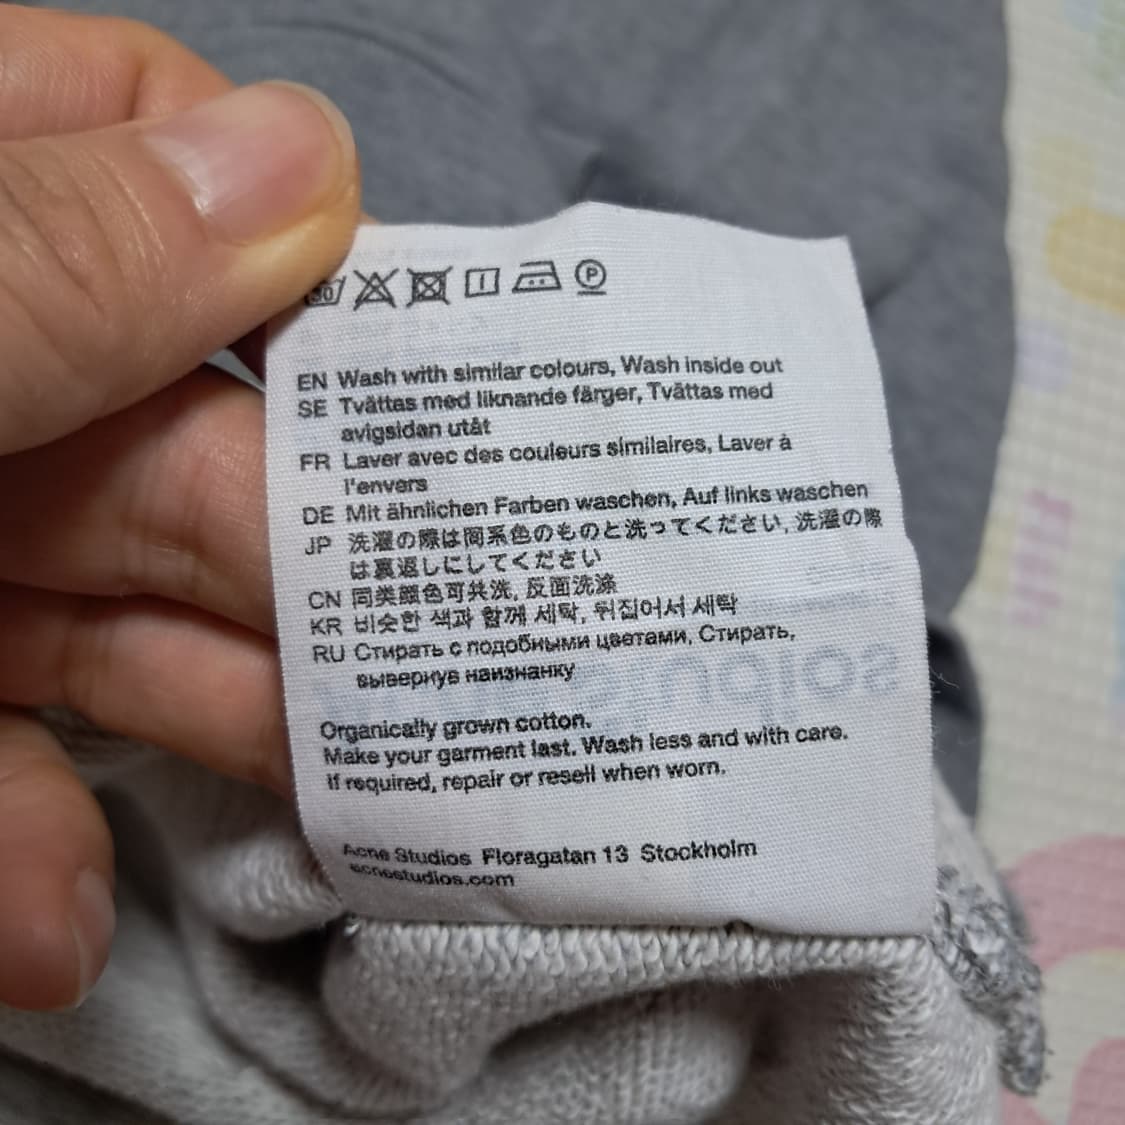 30 P
EN Wash with similar colours, Wash inside out
SE Tvättas med liknande färger, Tvättas med
avigsidan utåt
FR Laver avec des couleurs similaires, Laver à
l'envers
DE Mit ähnlichen Farben waschen, Auf links waschen
JP 洗濯の際は同系色のものと洗ってください, 洗濯の際
は裏返しにしてください
CN 同类颜色可共洗, 反面洗涤
KR 비슷한 색과 함께 세탁, 뒤집어서 세탁
RU Стирать с подобными цветами, Стирать,
вывернув наизнанку
Organically grown cotton.
Make your garment last. Wash less and with care.
If required, repair or resell when worn.
Acne Studios Floragatan 13 Stockholm
acnestudios.com